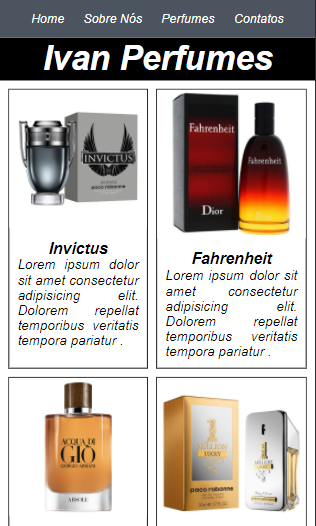 Home Sobre Nós Perfumes Contatos
Ivan Perfumes
INVICTUS
paco rabanne
Invictus
Lorem ipsum dolor
sit amet consectetur
adipisicing elit.
Dolorem repellat
temporibus veritatis
tempora pariatur .
Fahrenheit
Fahrenheit
Dior
Fahrenheit
Lorem ipsum dolor
sit amet consectetur
adipisicing elit.
Dolorem repellat
temporibus veritatis
tempora pariatur .
ACQUA DI
GIÒ
GIORGIO ARMANI
ABSOLU
1
MILLION
LUCKY
paco rabanne
1
MILLION
LUCKY